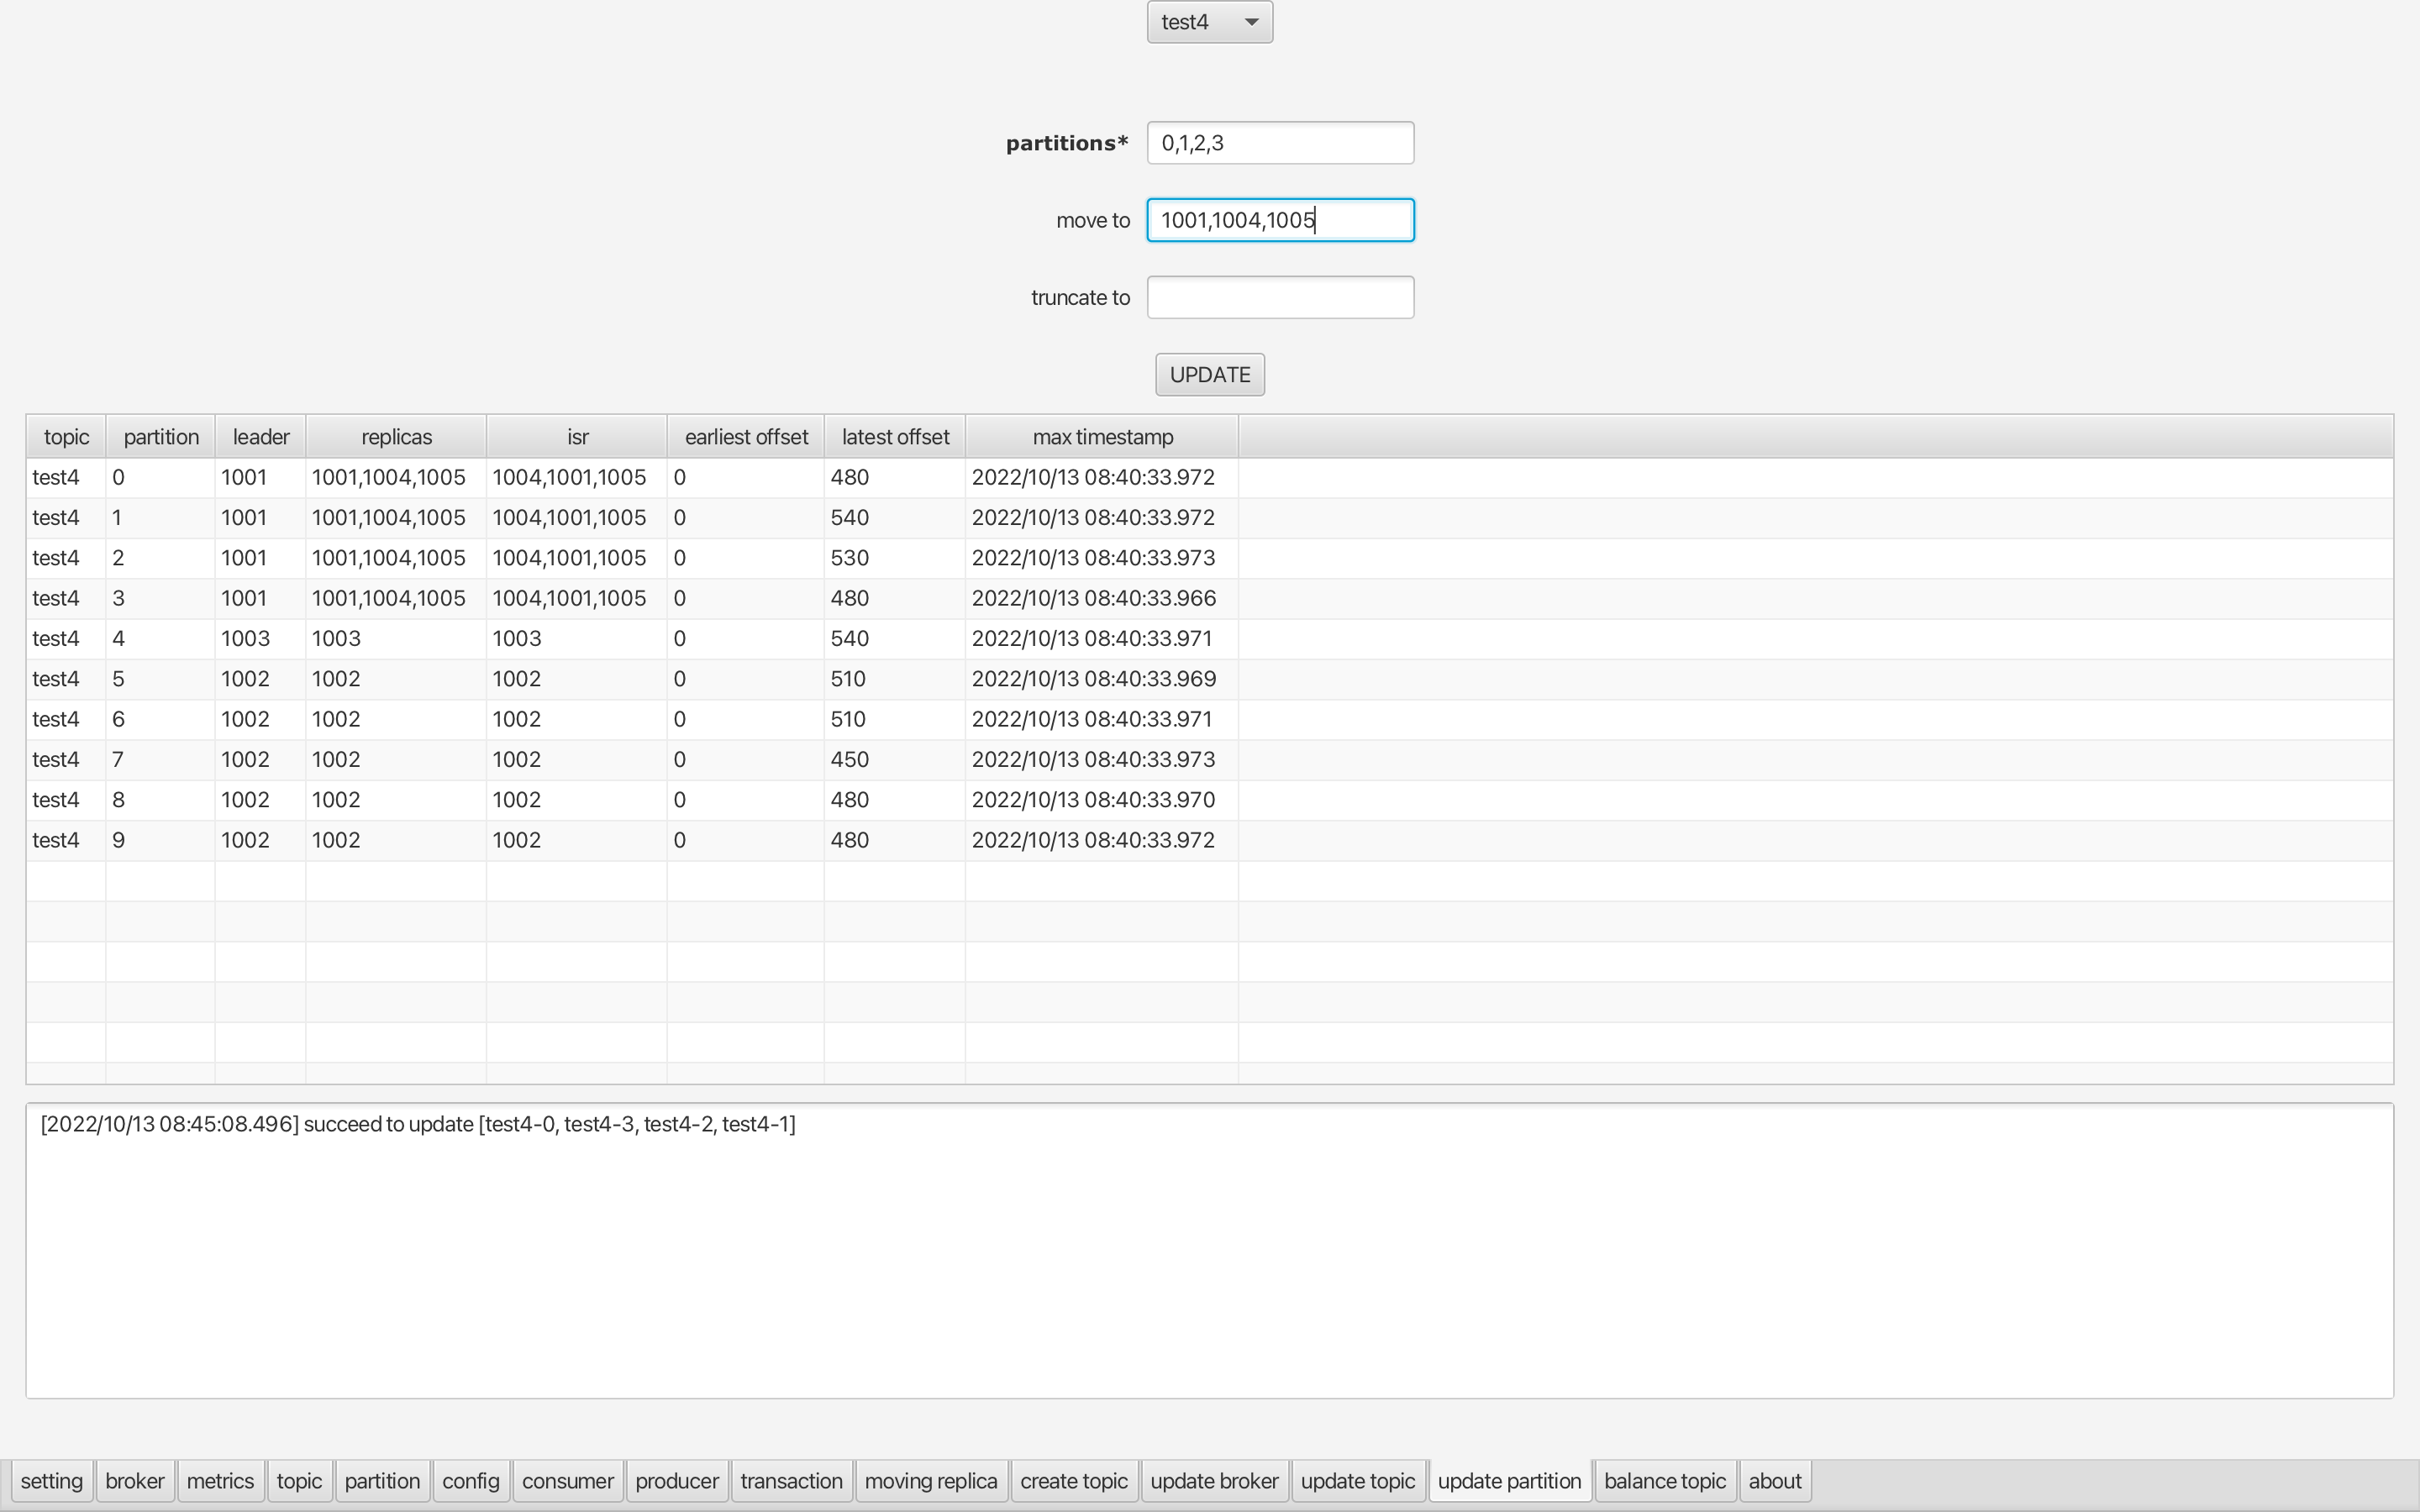 test4
partitions* 0,1,2,3
move to 1001,1004,1005
truncate to
UPDATE
topic partition leader replicas isr earliest offset latest offset max timestamp
test4 0 1001 1001,1004,1005 1004,1001,1005 0 480 2022/10/13 08:40:33.972
test4 1 1001 1001,1004,1005 1004,1001,1005 0 540 2022/10/13 08:40:33.972
test4 2 1001 1001,1004,1005 1004,1001,1005 0 530 2022/10/13 08:40:33.973
test4 3 1001 1001,1004,1005 1004,1001,1005 0 480 2022/10/13 08:40:33.966
test4 4 1003 1003 1003 0 540 2022/10/13 08:40:33.971
test4 5 1002 1002 1002 0 510 2022/10/13 08:40:33.969
test4 6 1002 1002 1002 0 510 2022/10/13 08:40:33.971
test4 7 1002 1002 1002 0 450 2022/10/13 08:40:33.973
test4 8 1002 1002 1002 0 480 2022/10/13 08:40:33.970
test4 9 1002 1002 1002 0 480 2022/10/13 08:40:33.972
[2022/10/13 08:45:08.496] succeed to update [test4-0, test4-3, test4-2, test4-1]
setting broker metrics topic partition config consumer producer transaction moving replica create topic update broker update topic update partition balance topic about